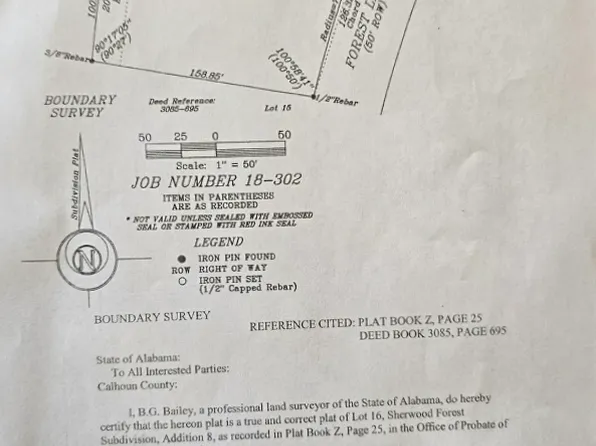 100
20
90°17'05"
(90°27')
3/8"Rebar
158.85'
100°58'41"
(100°50')
1/2"Rebar
Radius=
126.3
Chord
FOREST L
(50' ROW)
BOUNDARY
SURVEY
Deed Reference:
3085-695
Lot 15
50 25 0 50
Scale: 1" = 50'
JOB NUMBER 18-302
ITEMS IN PARENTHESES
ARE AS RECORDED
* NOT VALID UNLESS SEALED WITH EMBOSSED
SEAL OR STAMPED WITH RED INK SEAL
Subdivision Plat
N
LEGEND
IRON PIN FOUND
ROW RIGHT OF WAY
IRON PIN SET
(1/2" Capped Rebar)
BOUNDARY SURVEY
REFERENCE CITED: PLAT BOOK Z, PAGE 25
DEED BOOK 3085, PAGE 695
State of Alabama:
To All Interested Parties:
Calhoun County:
I, B.G. Bailey, a professional land surveyor of the State of Alabama, do hereby
certify that the hereon plat is a true and correct plat of Lot 16, Sherwood Forest
Subdivision, Addition 8, as recorded in Plat Book Z, Page 25, in the Office of Probate of